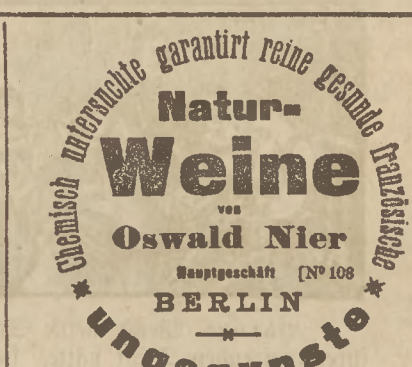 Chemisch untersuchte garantirt reine gesunde französische
Natur-
Weine
von
Oswald Nier
Hauptgeschäft [Nº 108
BERLIN
* ungegypste *